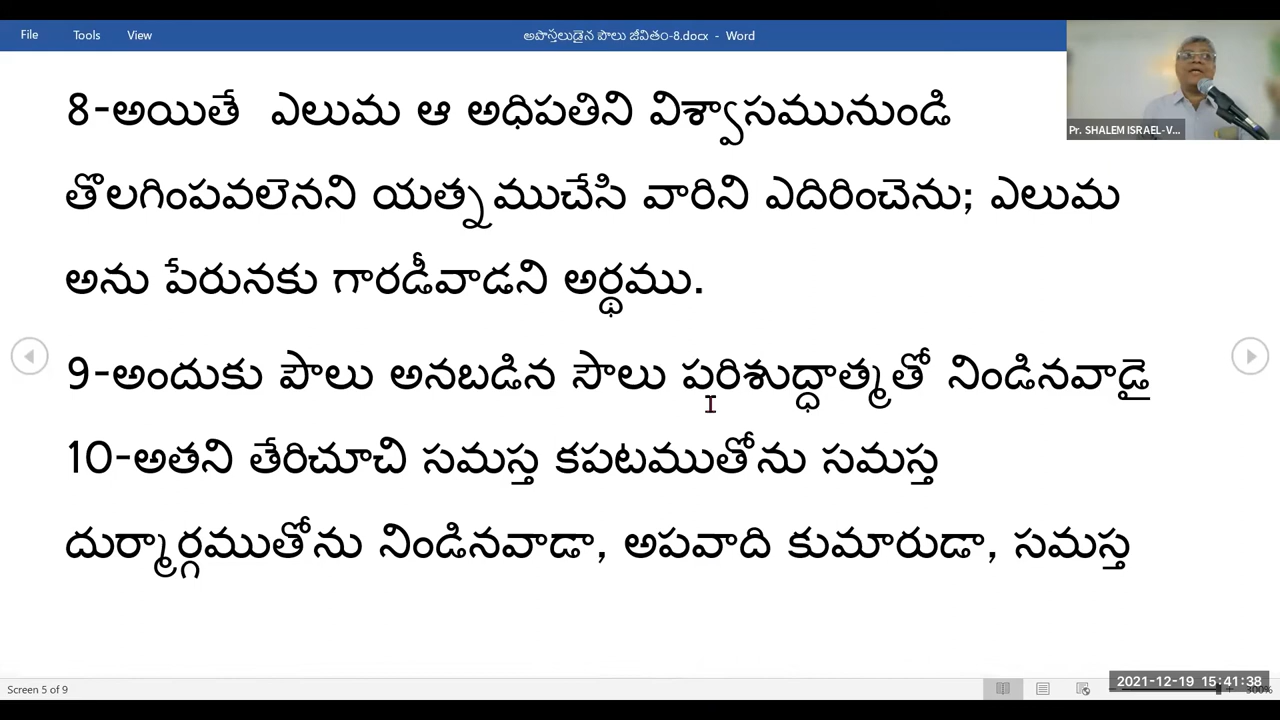 File Tools View
అపొస్తలుడైన పౌలు జీవితం-8.docx - Word
Pr. SHALEM ISRAEL-V...
8-అయితే ఎలుమ ఆ అధిపతిని విశ్వాసమునుండి
తొలగింపవలెనని యత్నముచేసి వారిని ఎదిరించెను; ఎలుమ
అను పేరునకు గారడీవాడని అర్థము.
9-అందుకు పౌలు అనబడిన సౌలు పరిశుద్ధాత్మతో నిండినవాడై
10-అతని తేరిచూచి సమస్త కపటముతోను సమస్త
దుర్మార్గముతోను నిండినవాడా, అపవాది కుమారుడా, సమస్త
Screen 5 of 9
2021-12-19 15:41:38
300%